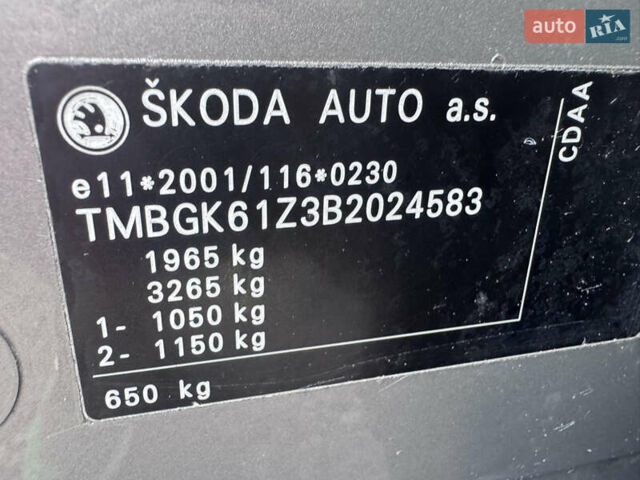 auto RIA .com
ŠKODA AUTO a.s.
CDAA
e11*2001/116*0230
TMBGK61Z3B2024583
1965 kg
3265 kg
1- 1050 kg
2- 1150 kg
650 kg